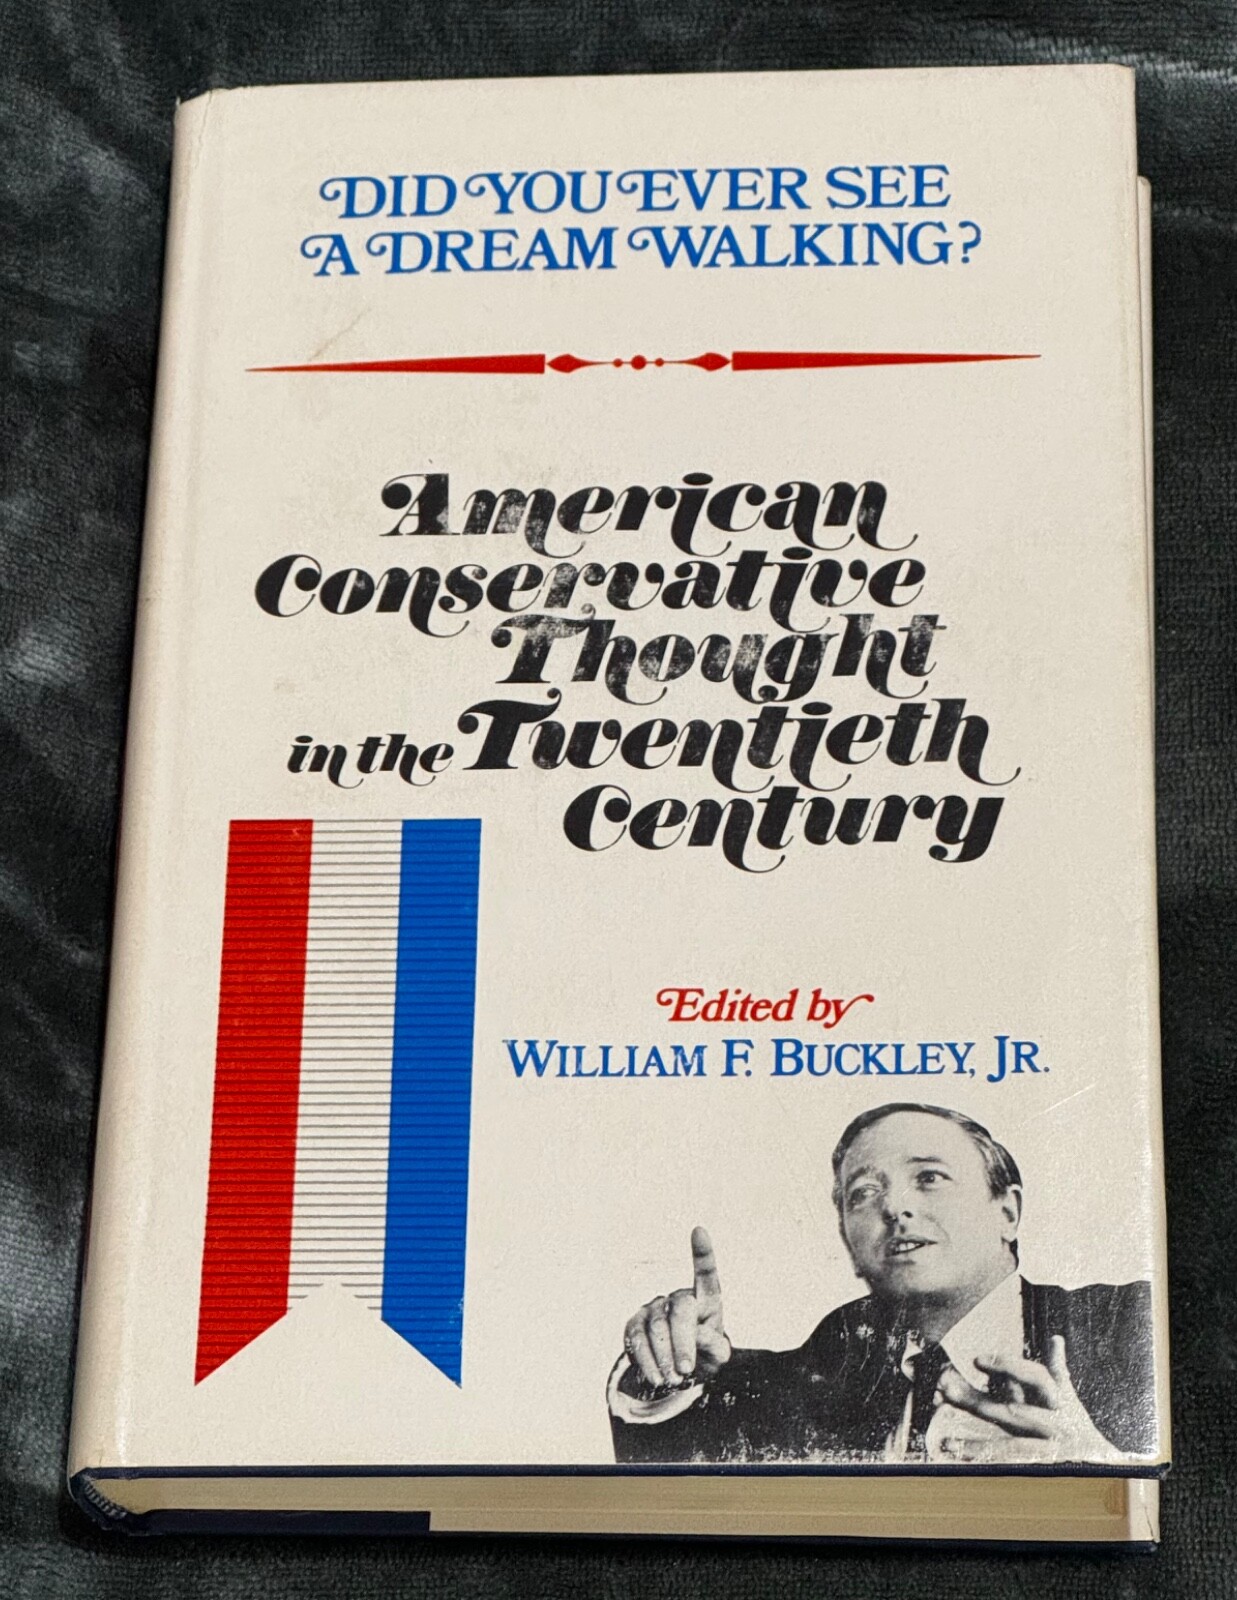 DID YOU EVER SEE
A DREAM WALKING?
American
Conservative
Thought
in the Twentieth
Century
Edited by
WILLIAM F. BUCKLEY, JR.